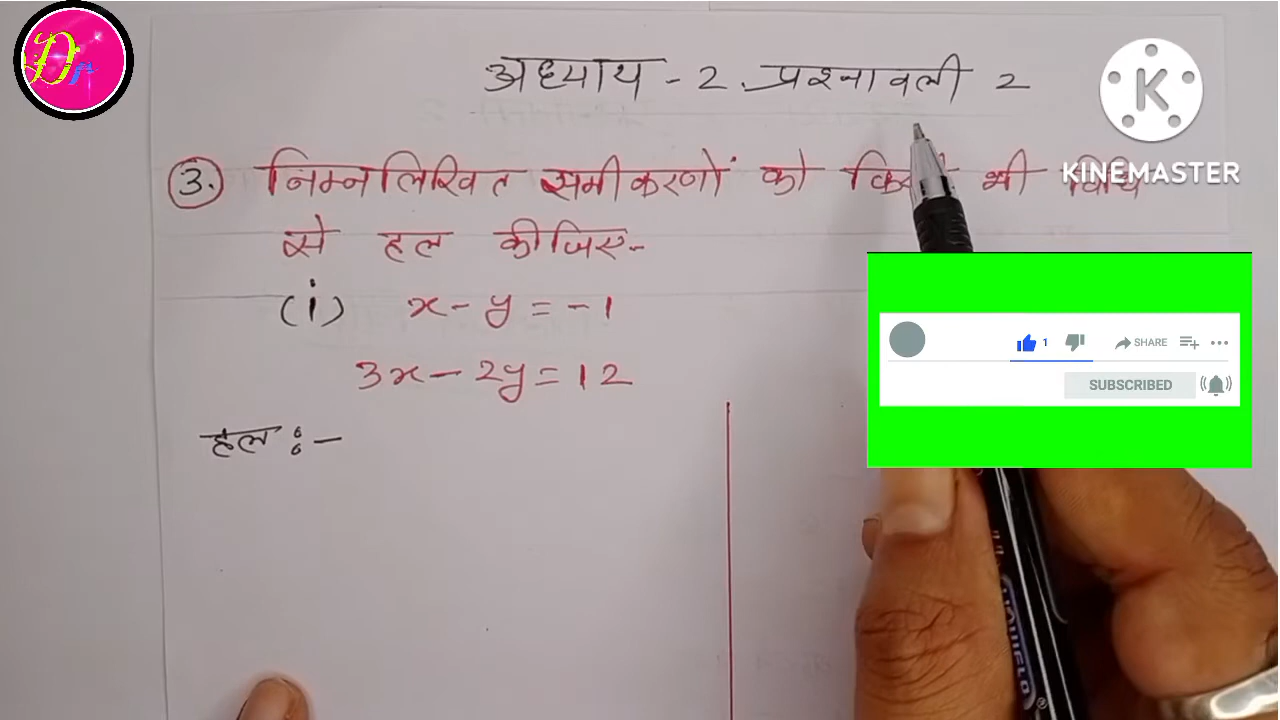 अध्याय - 2. प्रश्नावली 2
K
KINEMASTER
3. निम्नलिखित समीकरणों को भी
से हल कीजिए-
(i) x - y = -1
3x - 2y = 12
हल :-
1 SHARE
SUBSCRIBED